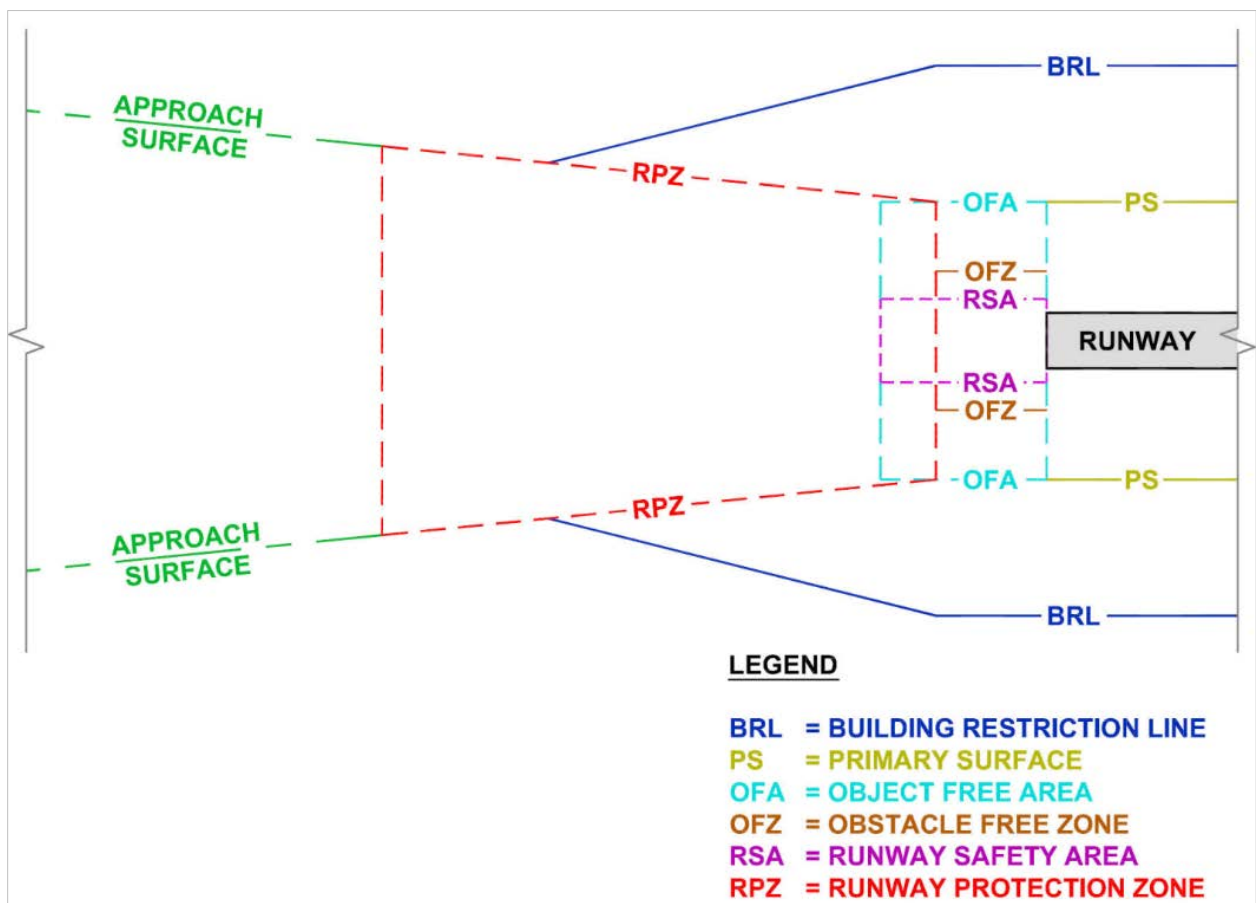 BRL
APPROACH
SURFACE
RPZ
OFA
PS
OFZ
RSA
RUNWAY
RSA
OFZ
OFA
PS
RPZ
APPROACH
SURFACE
BRL
LEGEND
BRL = BUILDING RESTRICTION LINE
PS = PRIMARY SURFACE
OFA = OBJECT FREE AREA
OFZ = OBSTACLE FREE ZONE
RSA = RUNWAY SAFETY AREA
RPZ = RUNWAY PROTECTION ZONE